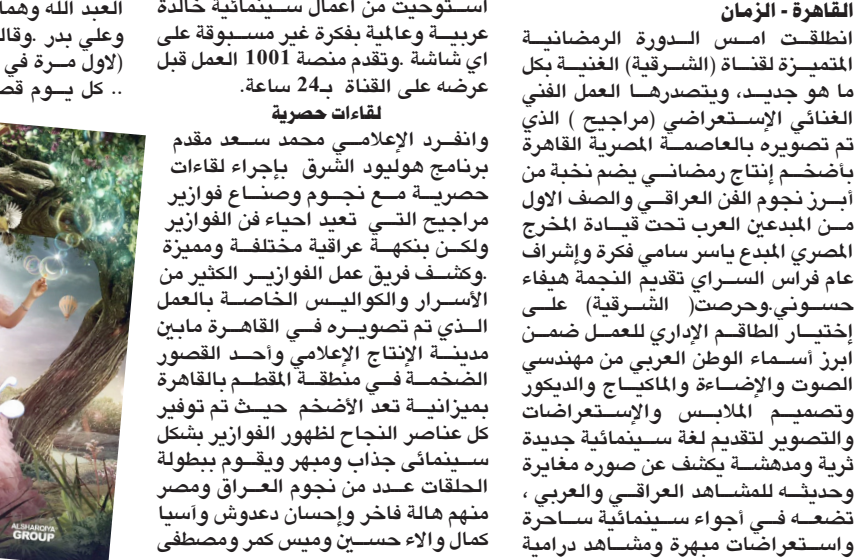 القاهرة - الزمان
انطلقت امس الدورة الرمضانية
المتميزة لقناة (الشرقية) الغنية بكل
ما هو جديد، ويتصدرها العمل الفني
الغنائي الإستعراضي (مراجيح ) الذي
تم تصويره بالعاصمة المصرية القاهرة
بأضخم إنتاج رمضاني يضم نخبة من
أبرز نجوم الفن العراقي والصف الاول
من المبدعين العرب تحت قيادة المخرج
المصري المبدع ياسر سامي فكرة وإشراف
عام فراس السراي تقديم النجمة هيفاء
حسوني.وحرصت( الشرقية) على
إختيار الطاقم الإداري للعمل ضمن
ابرز أسماء الوطن العربي من مهندسي
الصوت والإضاءة والماكياج والديكور
وتصميم الملابس والإستعراضات
والتصوير لتقديم لغة سينمائية جديدة
ثرية ومدهشة يكشف عن صوره مغايرة
وحديثه للمشاهد العراقي والعربي ،
تضعه في أجواء سينمائية ساحرة
واستعراضات مبهرة ومشاهد درامية
استوحيت من اعمال سينمائية خالدة
عربية وعالمية بفكرة غير مسبوقة على
اي شاشة .وتقدم منصة 1001 العمل قبل
عرضه على القناة بـ24 ساعة.
لقاءات حصرية
وانفرد الإعلامي محمد سعد مقدم
برنامج هوليود الشرق بإجراء لقاءات
حصرية مع نجوم وصناع فوازير
مراجيح التي تعيد احياء فن الفوازير
ولكن بنكهة عراقية مختلفة ومميزة
.وكشف فريق عمل الفوازير الكثير من
الأسرار والكواليس الخاصة بالعمل
الذي تم تصويره في القاهرة مابين
مدينة الإنتاج الإعلامي وأحد القصور
الضخمة في منطقة المقطم بالقاهرة
بميزانية تعد الأضخم حيث تم توفير
كل عناصر النجاح لظهور الفوازير بشكل
سينمائى جذاب ومبهر ويقوم ببطولة
الحلقات عدد من نجوم العراق ومصر
منهم هالة فاخر وإحسان دعدوش وآسيا
كمال والاء حسين وميس كمر ومصطفى
العبد الله وهما
وعلي بدر .وقال
(لاول مرة في
.. كل يوم قص
ALSHARQIYA
GROUP